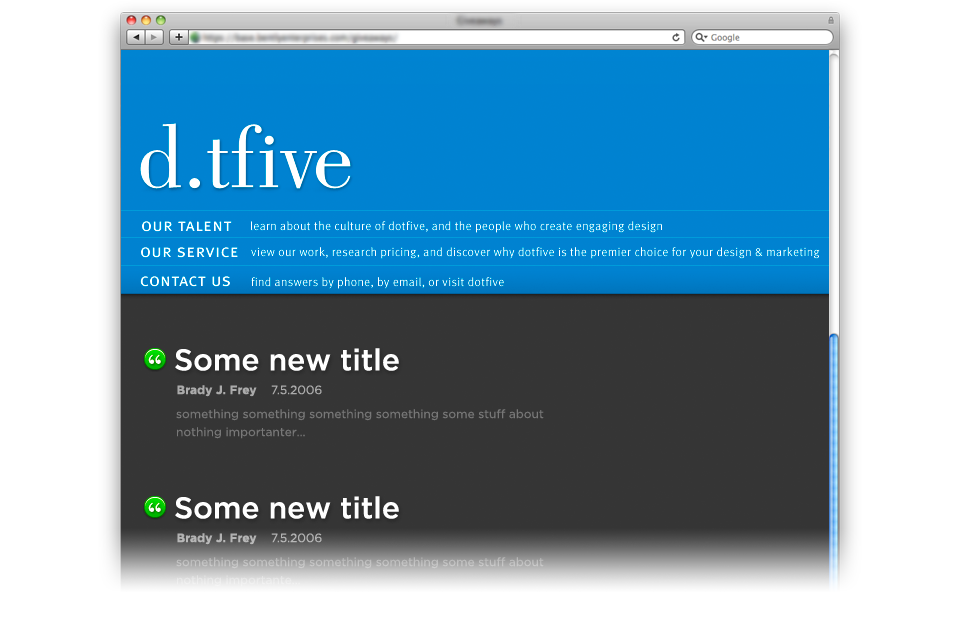 Google
d.tfive
OUR TALENT learn about the culture of dotfive, and the people who create engaging design
OUR SERVICE view our work, research pricing, and discover why dotfive is the premier choice for your design & marketing
CONTACT US find answers by phone, by email, or visit dotfive
Some new title
Brady J. Frey 7.5.2006
something something something something some stuff about
nothing importanter...
Some new title
Brady J. Frey 7.5.2006
something something something something some stuff about
nothing